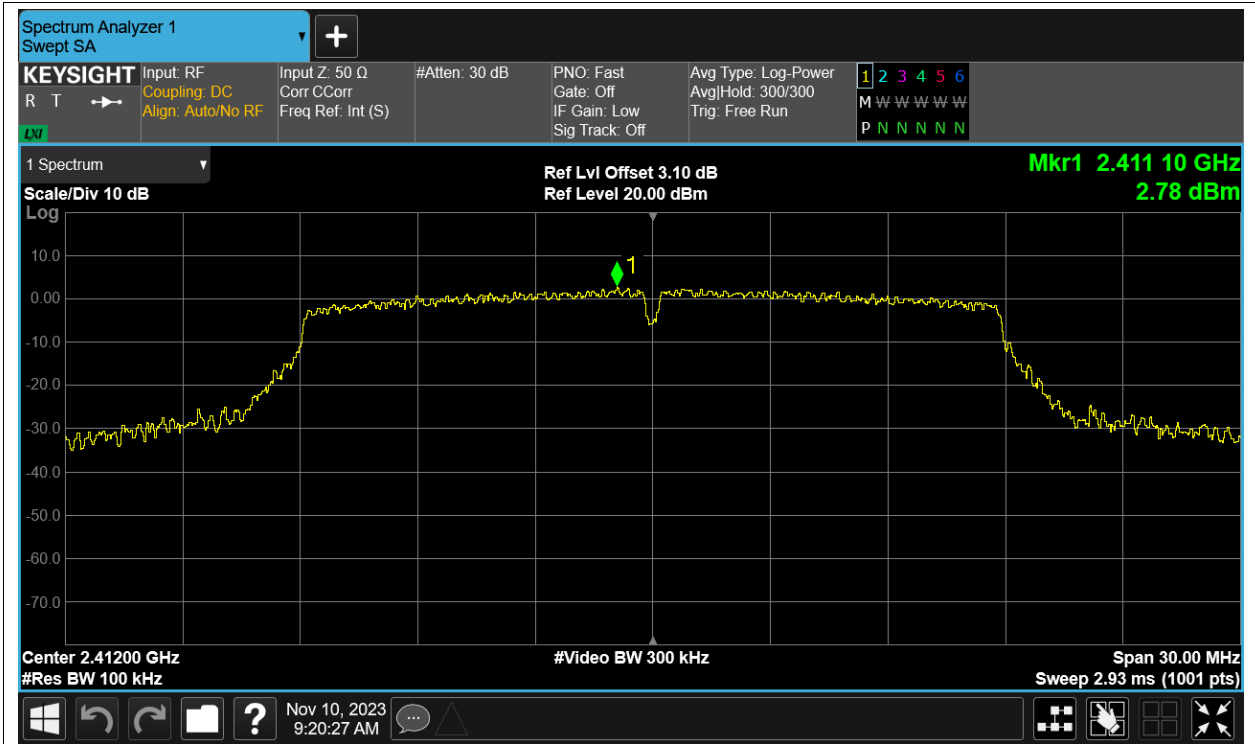 Spectrum Analyzer 1
Swept SA
KEYSIGHT
R T
LXI
Input: RF
Coupling: DC
Align: Auto/No RF
Input Z: 50 Ω
Corr CCorr
Freq Ref: Int (S)
#Atten: 30 dB
PNO: Fast
Gate: Off
IF Gain: Low
Sig Track: Off
Avg Type: Log-Power
Avg|Hold: 300/300
Trig: Free Run
1 2 3 4 5 6
M W W W W W
P N N N N N
1 Spectrum
Scale/Div 10 dB
Log
Ref Lvl Offset 3.10 dB
Ref Level 20.00 dBm
Mkr1 2.411 10 GHz
2.78 dBm
1
10.0
0.00
-10.0
-20.0
-30.0
-40.0
-50.0
-60.0
-70.0
Center 2.41200 GHz
#Res BW 100 kHz
#Video BW 300 kHz
Span 30.00 MHz
Sweep 2.93 ms (1001 pts)
?
Nov 10, 2023
9:20:27 AM